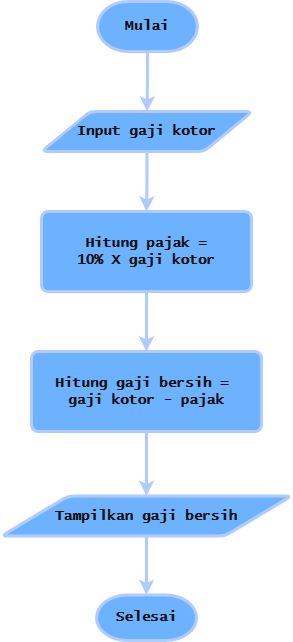 Mulai
Input gaji kotor
Hitung pajak =
10% X gaji kotor
Hitung gaji bersih =
gaji kotor - pajak
Tampilkan gaji bersih
Selesai